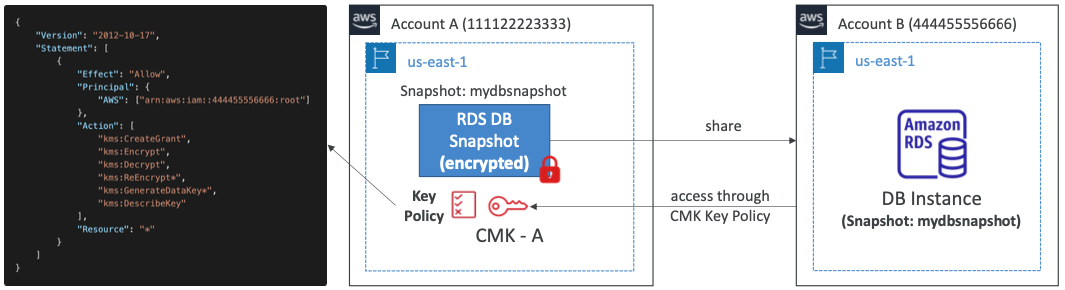 {
"Version": "2012-10-17",
"Statement": [
{
"Effect": "Allow",
"Principal": {
"AWS": ["arn:aws:iam::444455556666:root"]
},
"Action": [
"kms:CreateGrant",
"kms:Encrypt",
"kms:Decrypt",
"kms:ReEncrypt*",
"kms:GenerateDataKey*",
"kms:DescribeKey"
],
"Resource": "*"
}
]
}
aws
Account A (111122223333)
us-east-1
Snapshot: mydbsnapshot
RDS DB
Snapshot
(encrypted)
Key
Policy
CMK - A
share
access through
CMK Key Policy
aws
Account B (444455556666)
us-east-1
Amazon
RDS
DB Instance
(Snapshot: mydbsnapshot)